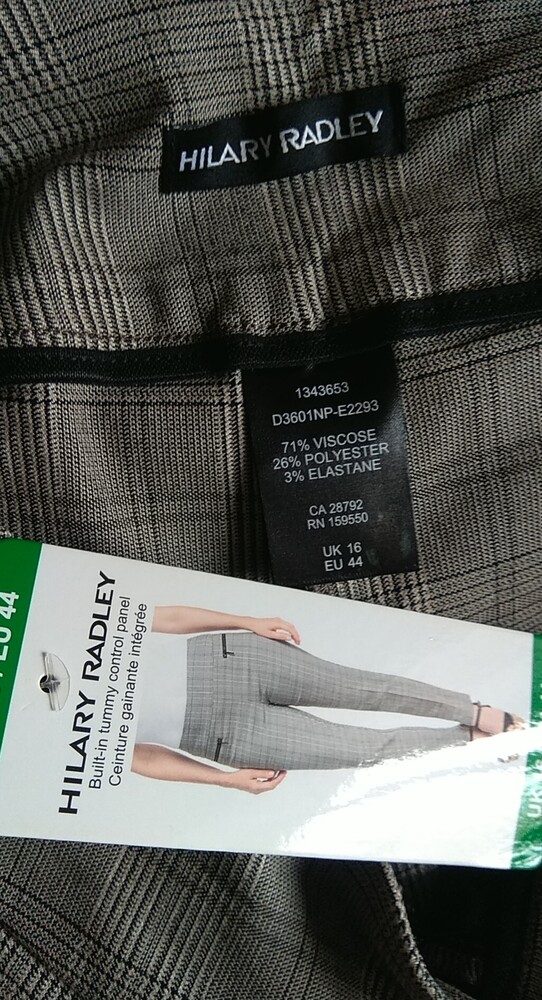 HILARY RADLEY
1343653
D3601NP-E2293
71% VISCOSE
26% POLYESTER
3% ELASTANE
CA 28792
RN 159550
UK 16
EU 44
EU 44
HILARY RADLEY
Built-in tummy control panel
Ceinture gainante intégrée
UK